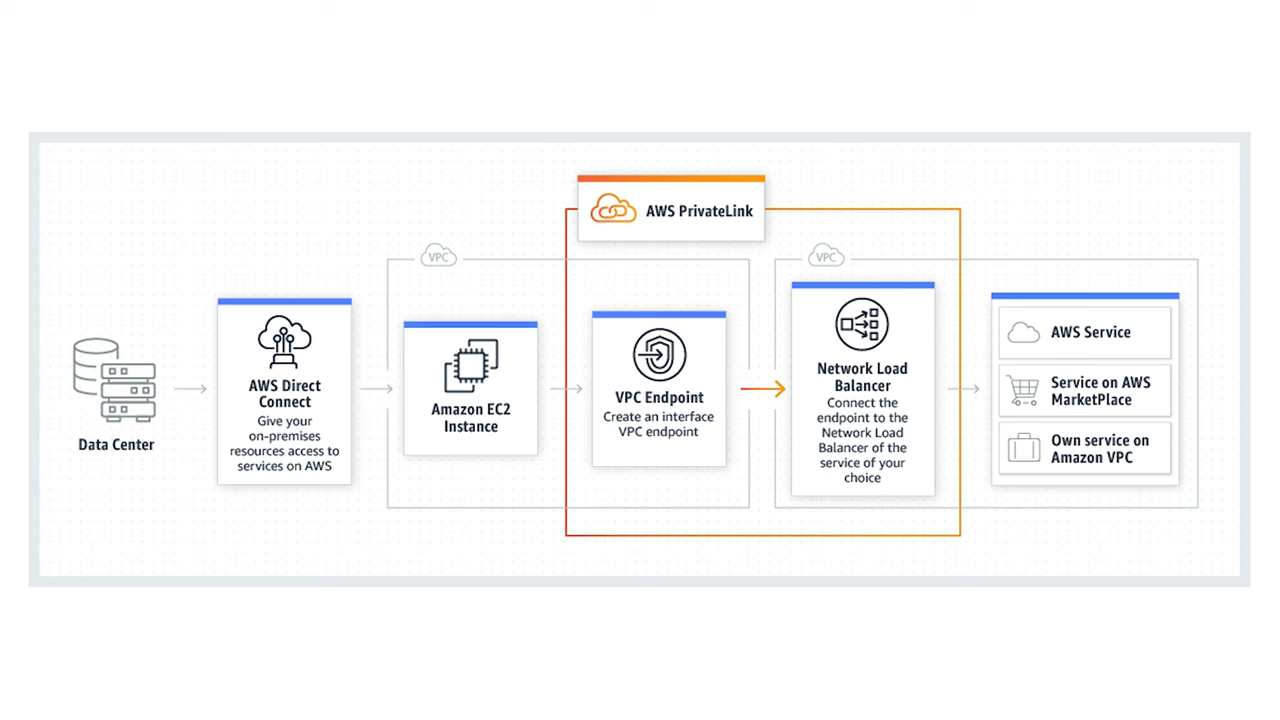 AWS PrivateLink
VPC
VPC
Data Center
AWS Direct
Connect
Give your
on-premises
resources access to
services on AWS
Amazon EC2
Instance
VPC Endpoint
Create an interface
VPC endpoint
Network Load
Balancer
Connect the
endpoint to the
Network Load
Balancer of the
service of your
choice
AWS Service
Service on AWS
MarketPlace
Own service on
Amazon VPC